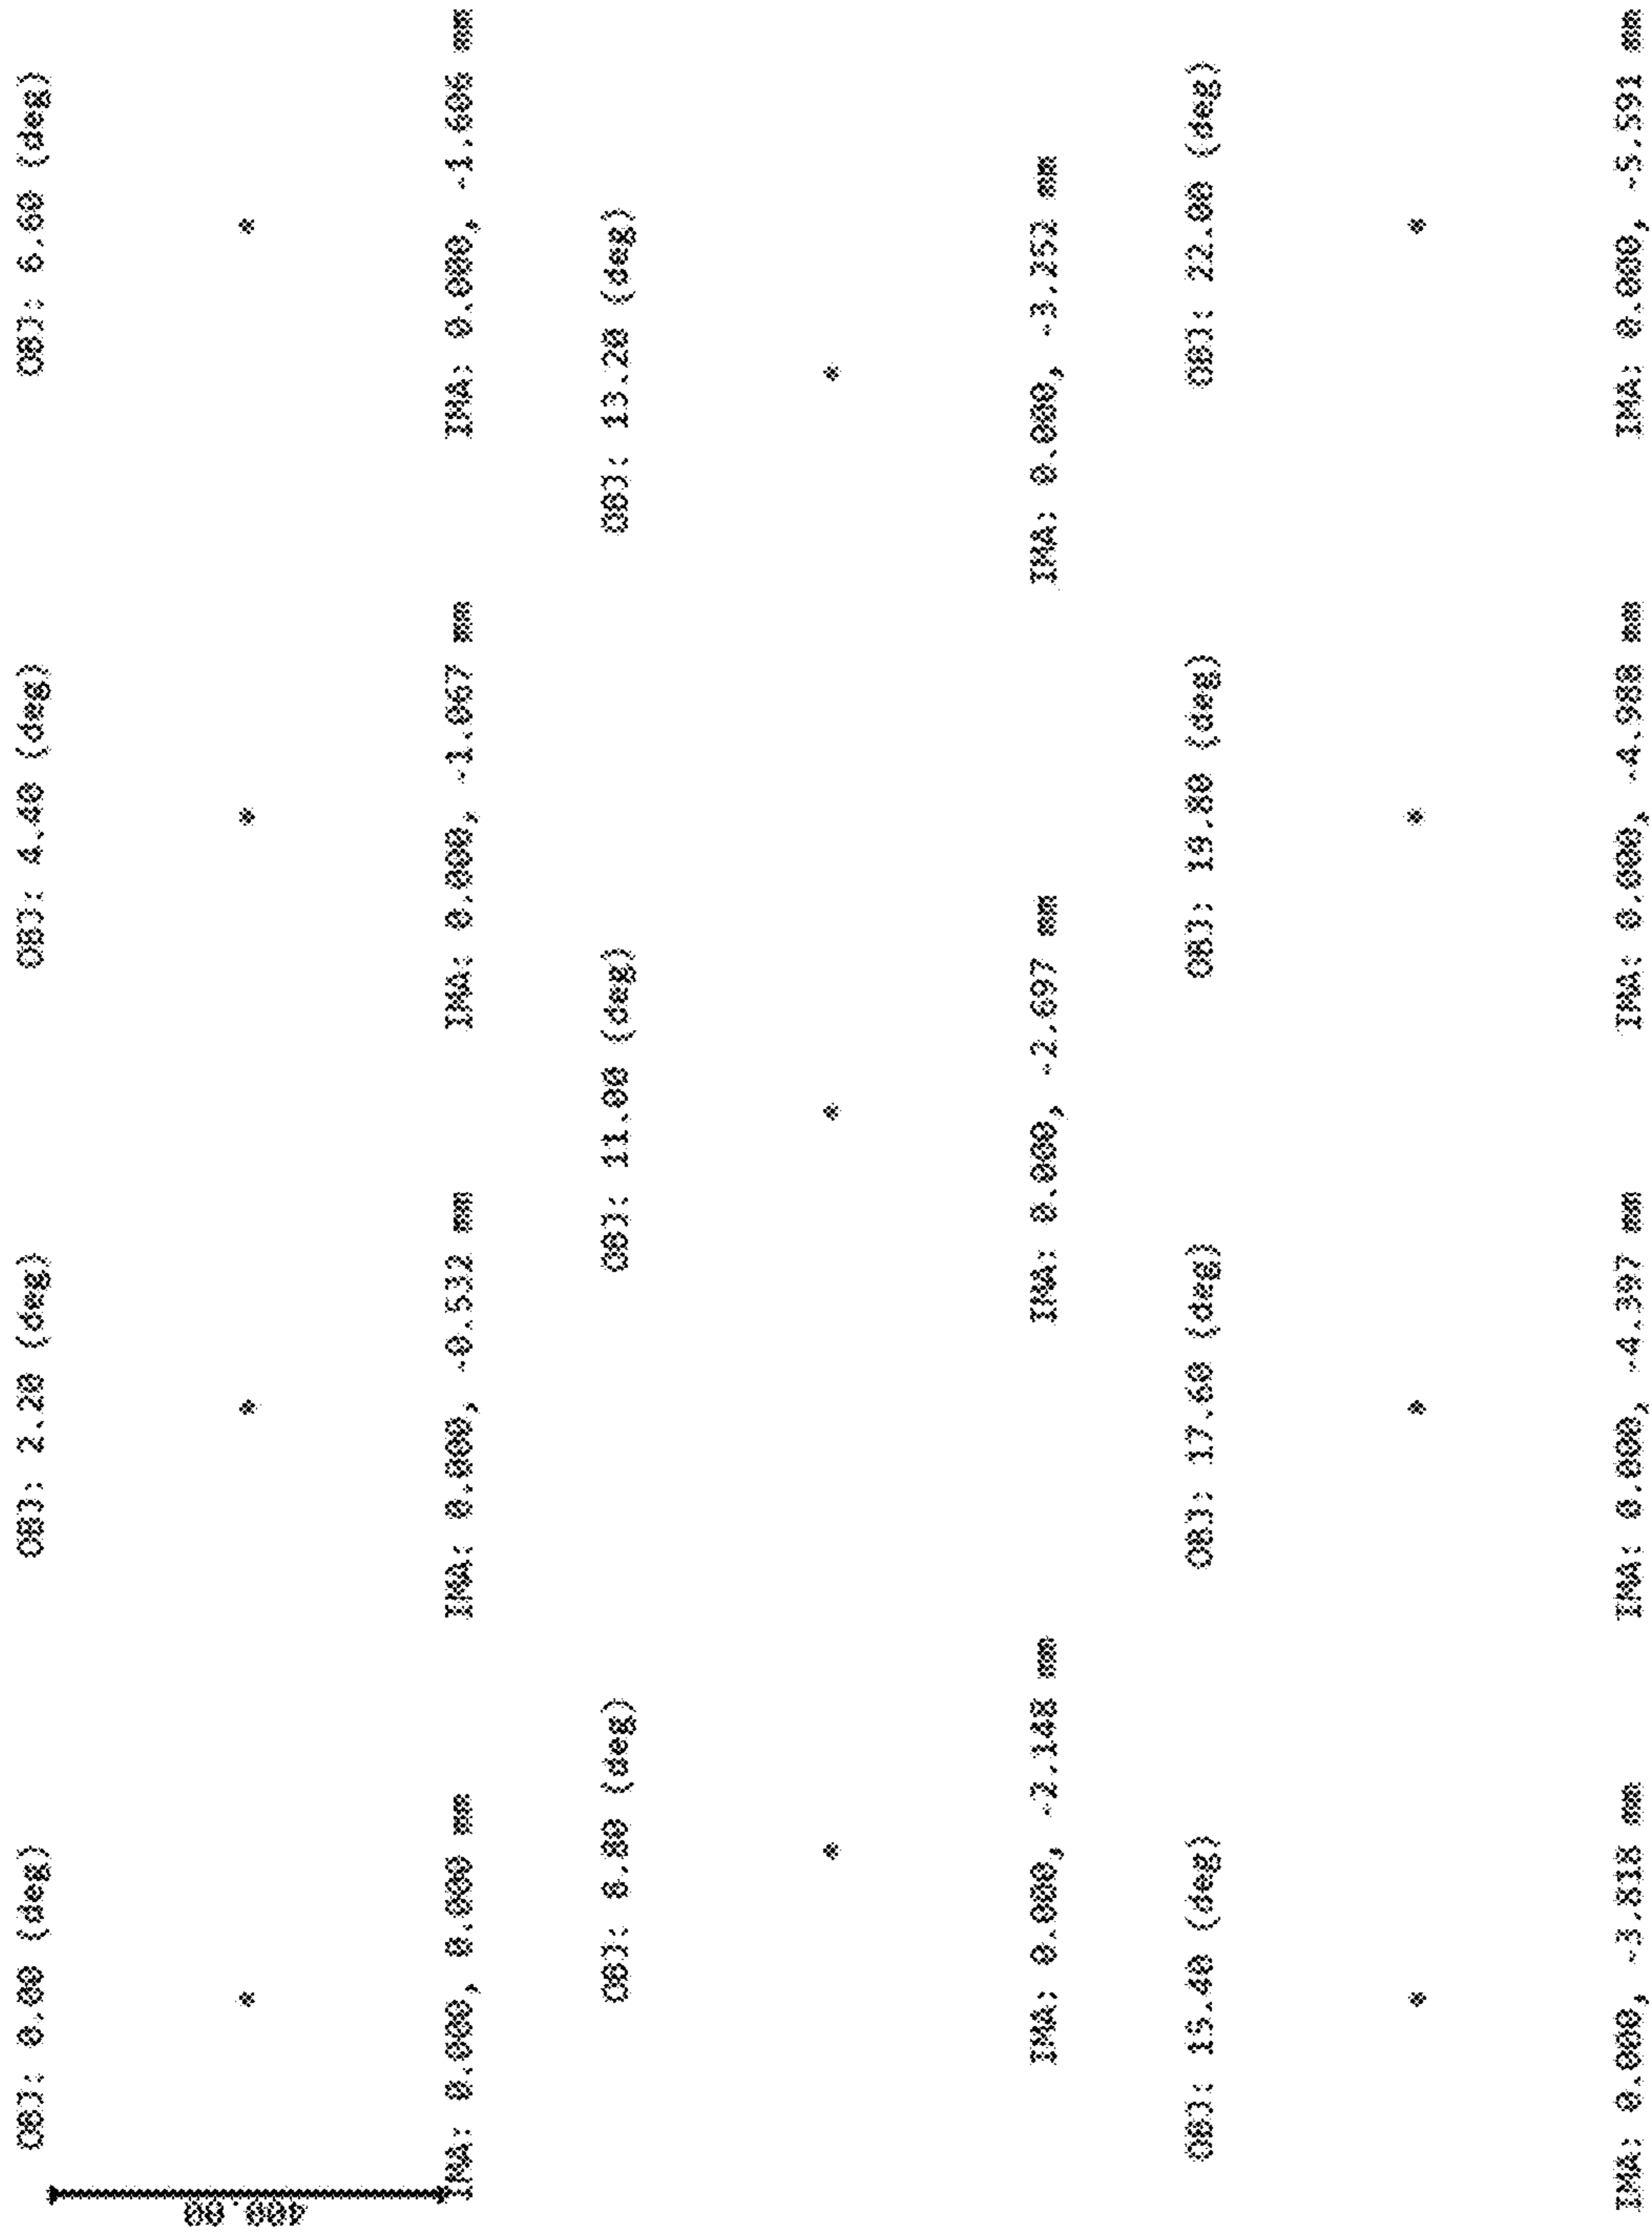 OBJ: 0.00 (deg)
OBJ: 2.20 (deg)
OBJ: 4.40 (deg)
OBJ: 6.60 (deg)
400.00
IMA: 0.000, 0.000 mm
IMA: 0.000, -0.532 mm
IMA: 0.000, -1.067 mm
IMA: 0.000, -1.606 mm
OBJ: 8.80 (deg)
OBJ: 11.00 (deg)
OBJ: 13.20 (deg)
IMA: 0.000, -2.148 mm
IMA: 0.000, -2.697 mm
IMA: 0.000, -3.252 mm
OBJ: 15.40 (deg)
OBJ: 17.60 (deg)
OBJ: 19.80 (deg)
OBJ: 22.00 (deg)
IMA: 0.000, -3.818 mm
IMA: 0.000, -4.397 mm
IMA: 0.000, -4.988 mm
IMA: 0.000, -5.591 mm